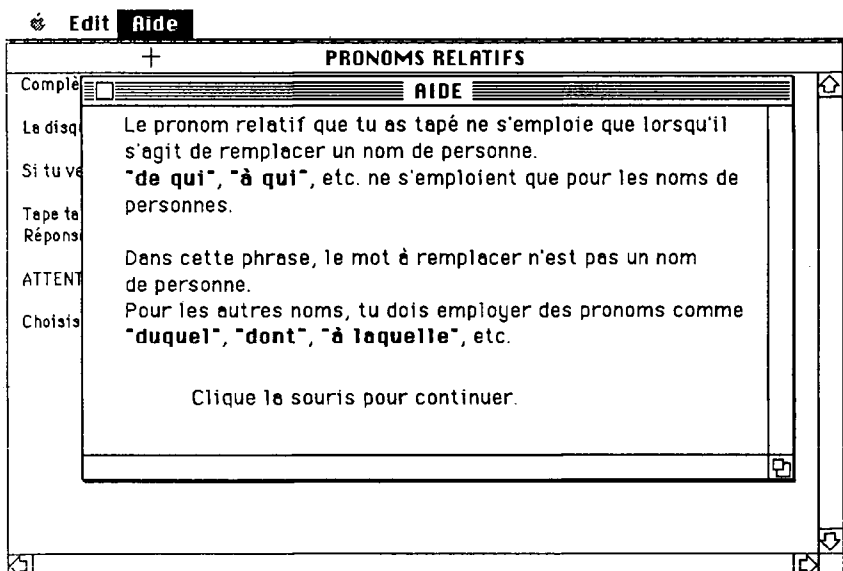 Edit Aide
PRONOMS RELATIFS
Complè
AIDE
La disq
Si tu ve
Tape ta
Répons
ATTENT
Choisis
Le pronom relatif que tu as tapé ne s'emploie que lorsqu'il
s'agit de remplacer un nom de personne.
"de qui", "à qui", etc. ne s'emploient que pour les noms de
personnes.
Dans cette phrase, le mot à remplacer n'est pas un nom
de personne.
Pour les autres noms, tu dois employer des pronoms comme
"duquel", "dont", "à laquelle", etc.
Clique la souris pour continuer.